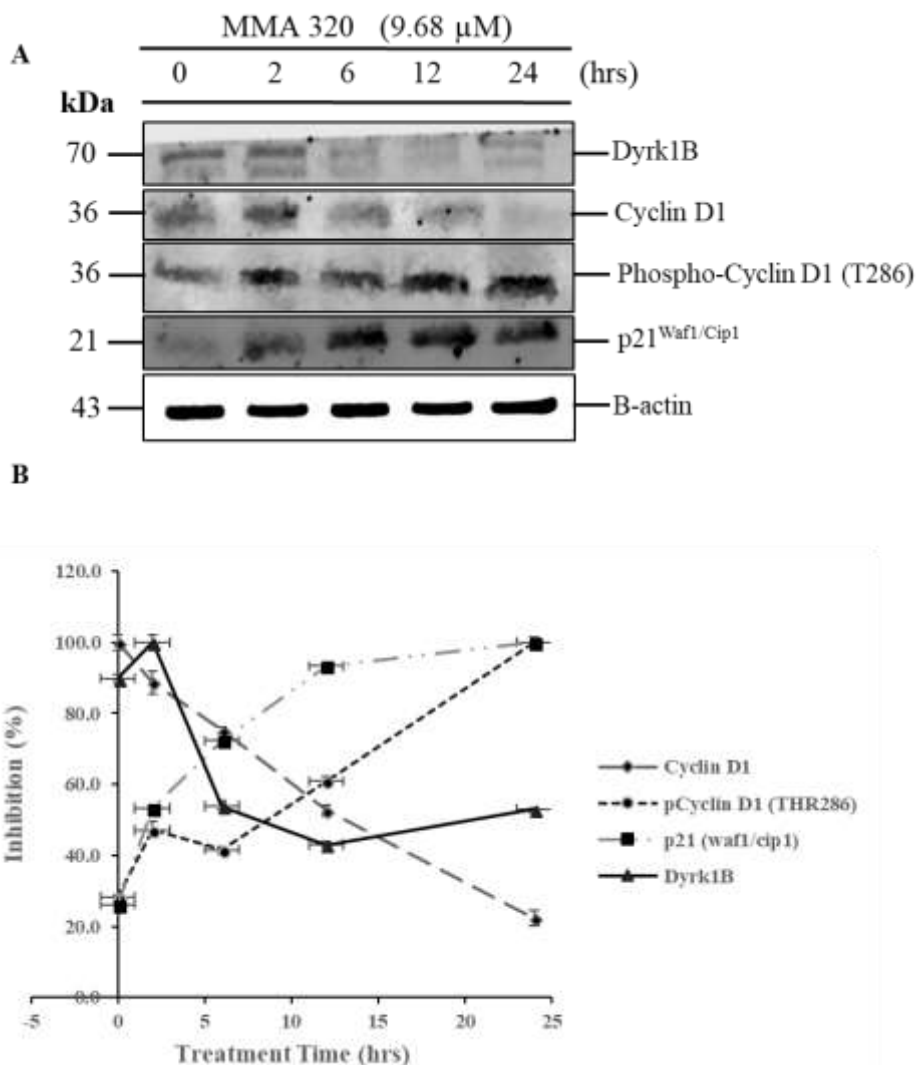 MMA 320 (9.68 µM)
A
0 2 6 12 24 (hrs)
kDa
70 Dyrk1B
36 Cyclin D1
36 Phospho-Cyclin D1 (T286)
21 p21Waf1/Cip1
43 B-actin
B
120.0
100.0
80.0
60.0
40.0
20.0
0.0
-5 0 5 10 15 20 25
Inhibition (%)
Treatment Time (hrs)
Cyclin D1
pCyclin D1 (THR286)
p21 (waf1/cip1)
Dyrk1B